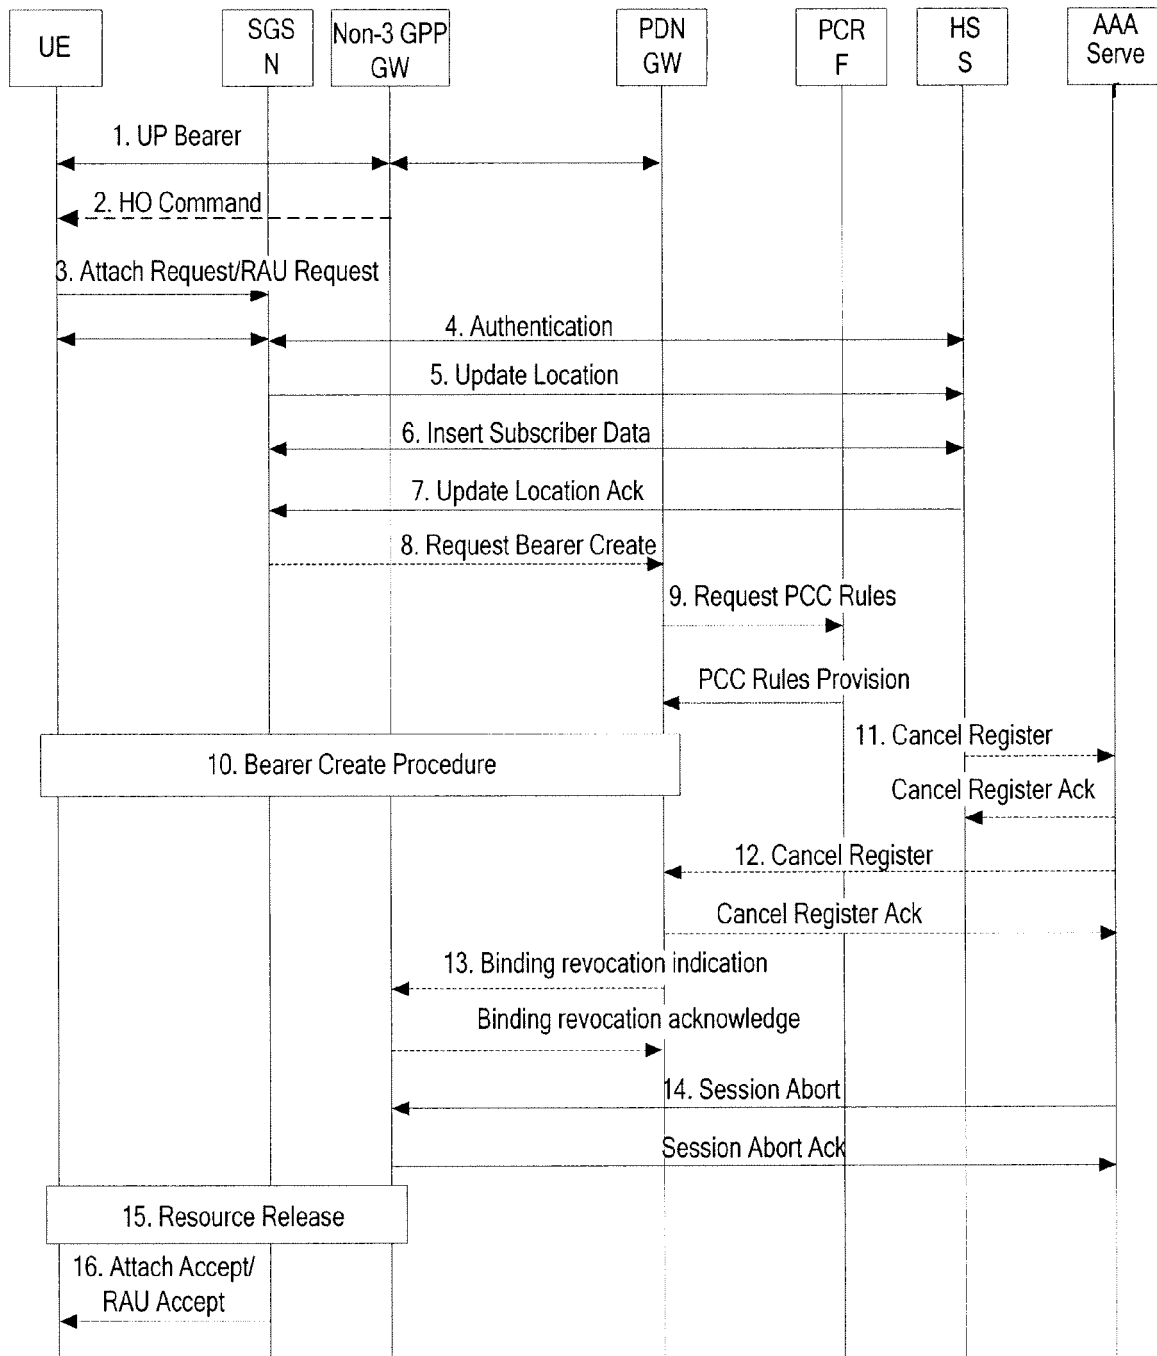 UE
SGS
N
Non-3 GPP
GW
PDN
GW
PCR
F
HS
S
AAA
Serve
1. UP Bearer
2. HO Command
3. Attach Request/RAU Request
4. Authentication
5. Update Location
6. Insert Subscriber Data
7. Update Location Ack
8. Request Bearer Create
9. Request PCC Rules
PCC Rules Provision
11. Cancel Register
10. Bearer Create Procedure
Cancel Register Ack
12. Cancel Register
Cancel Register Ack
13. Binding revocation indication
Binding revocation acknowledge
14. Session Abort
Session Abort Ack
15. Resource Release
16. Attach Accept/
RAU Accept